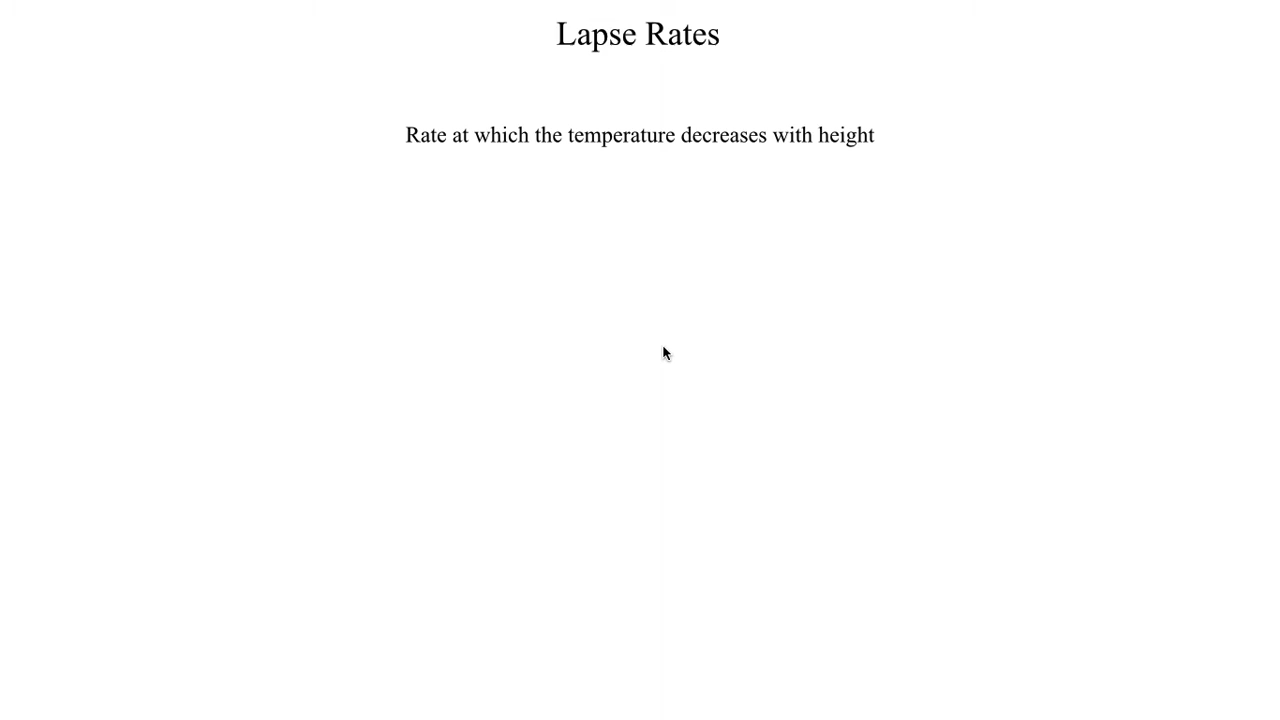 Lapse Rates
Rate at which the temperature decreases with height